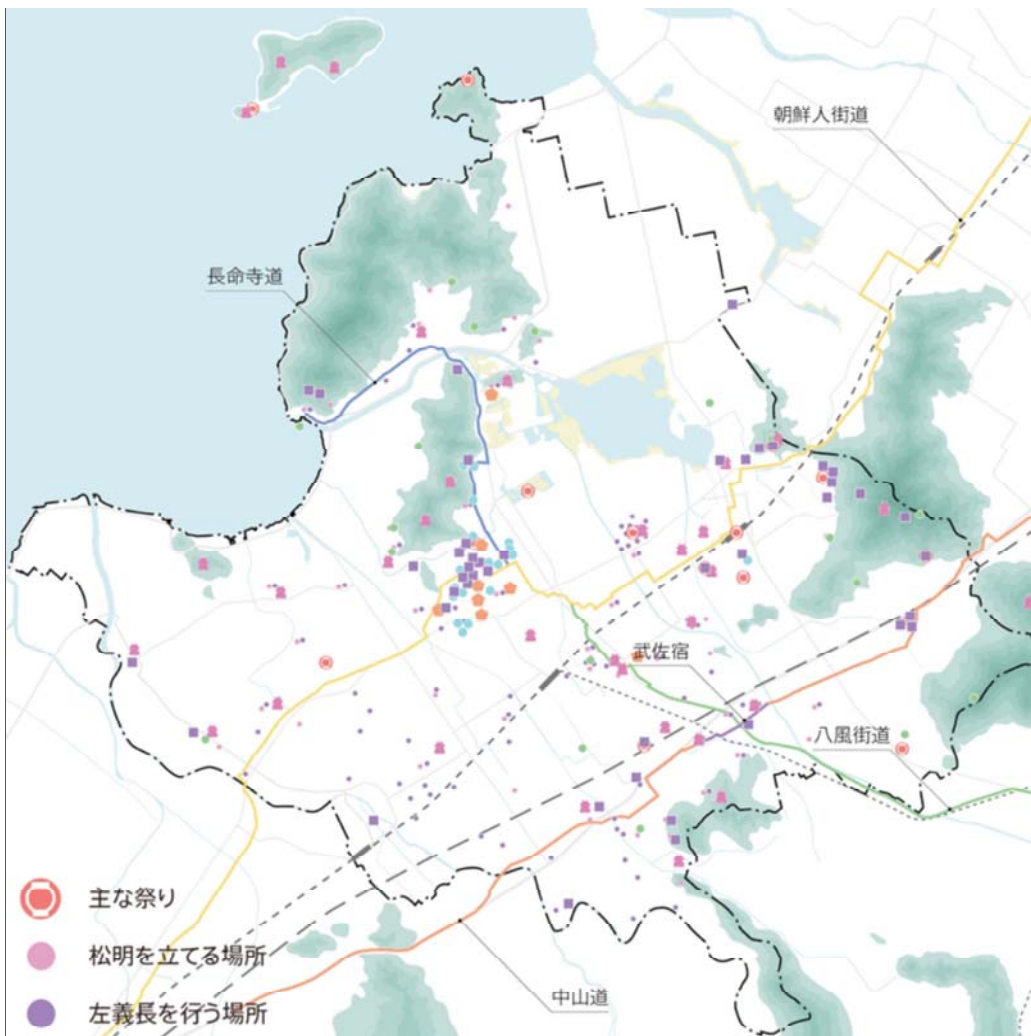 朝鮮人街道
長命寺道
武佐宿
八風街道
主な祭り
松明を立てる場所
左義長を行う場所
中山道